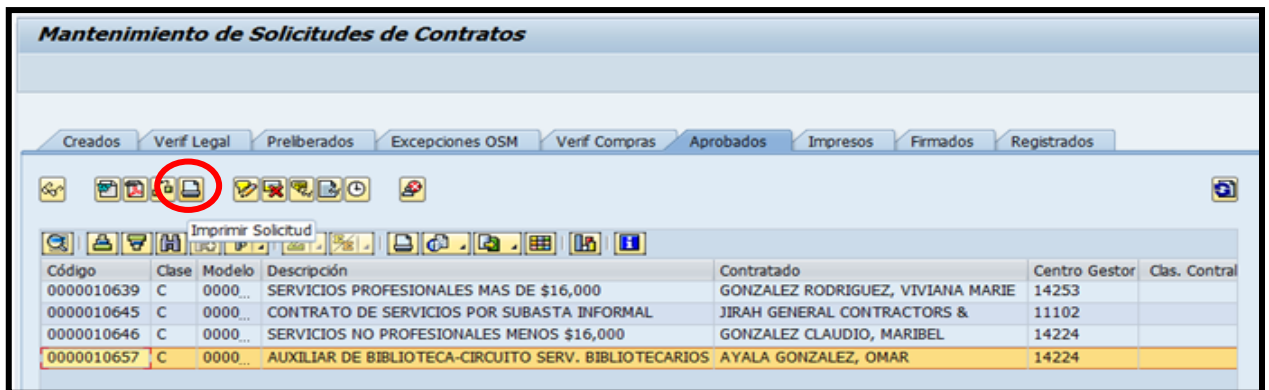 Mantenimiento de Solicitudes de Contratos
Creados Verif Legal Preliberados Excepciones OSM Verif Compras Aprobados Impresos Firmados Registrados
Imprimir Solicitud
Código Clase Modelo Descripción Contratado Centro Gestor Clas. Contral
0000010639 C 0000... SERVICIOS PROFESIONALES MAS DE $16,000 GONZALEZ RODRIGUEZ, VIVIANA MARIE 14253
0000010645 C 0000... CONTRATO DE SERVICIOS POR SUBASTA INFORMAL JIRAH GENERAL CONTRACTORS & 11102
0000010646 C 0000... SERVICIOS NO PROFESIONALES MENOS $16,000 GONZALEZ CLAUDIO, MARIBEL 14224
0000010657 C 0000... AUXILIAR DE BIBLIOTECA-CIRCUITO SERV. BIBLIOTECARIOS AYALA GONZALEZ, OMAR 14224